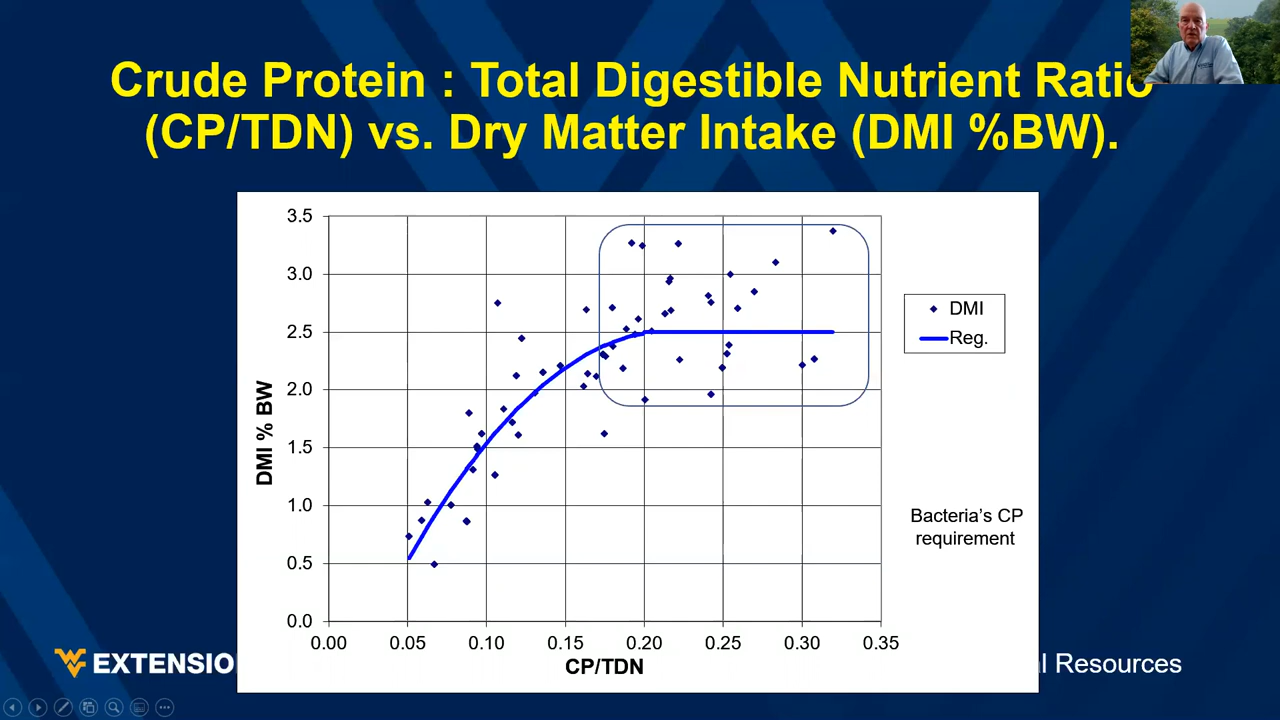 Crude Protein : Total Digestible Nutrient Ratio
(CP/TDN) vs. Dry Matter Intake (DMI %BW).
3.5
3.0
2.5
2.0
1.5
1.0
0.5
0.0
DMI % BW
0.00 0.05 0.10 0.15 0.20 0.25 0.30 0.35
CP/TDN
DMI
Reg.
Bacteria's CP
requirement
EXTENSIO
l Resources